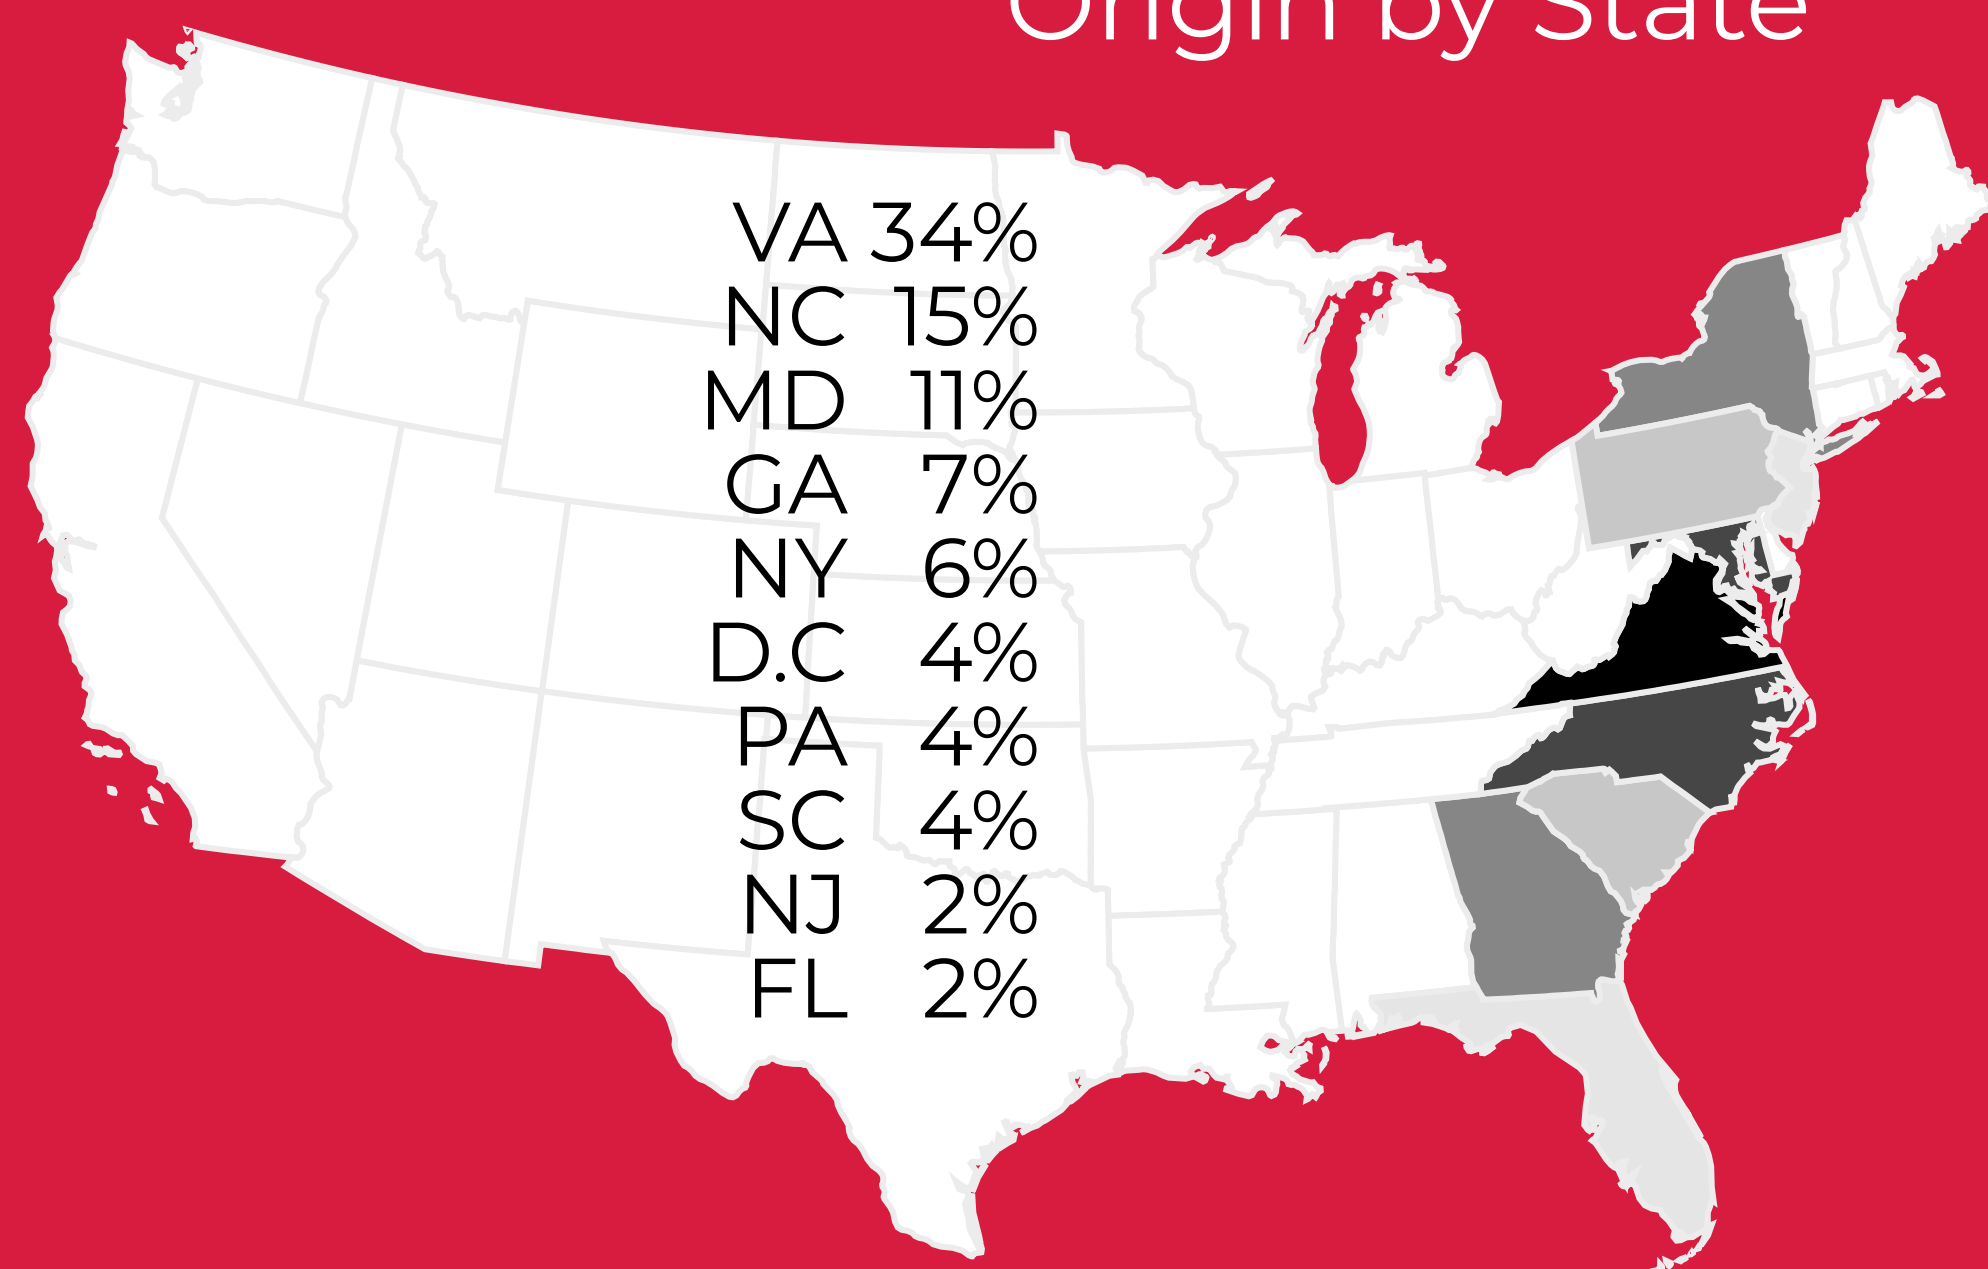 Origin by State
VA 34%
NC 15%
MD 11%
GA 7%
NY 6%
D.C 4%
PA 4%
SC 4%
NJ 2%
FL 2%